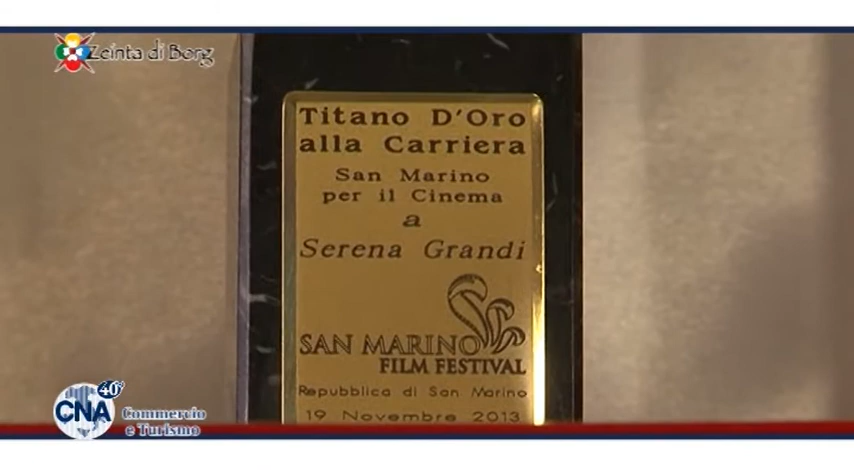 Zeinta di Borg
Titano D'Oro
alla Carriera
San Marino
per il Cinema
a
Serena Grandi
SAN MARINO
FILM FESTIVAL
Repubblica di San Marino
19 Novembre 2013
40°
CNA
Commercio
e Turismo